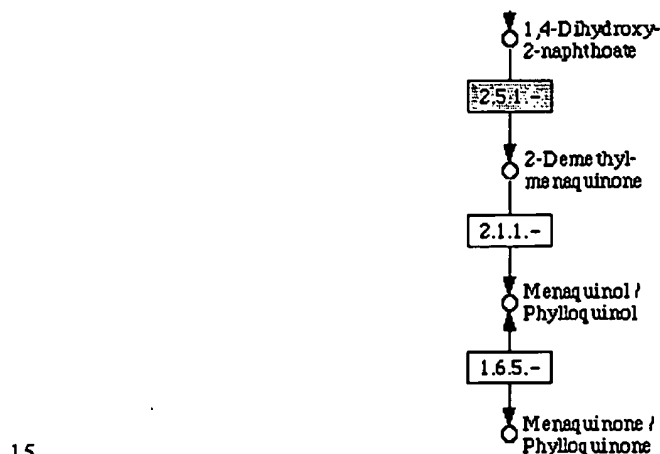 1,4-Dihydroxy-
2-naphthoate
2.5.1.-
2-Demethyl-
menaquinone
2.1.1.-
Menaquinol /
Phylloquinol
1.6.5.-
Menaquinone /
Phylloquinone
15